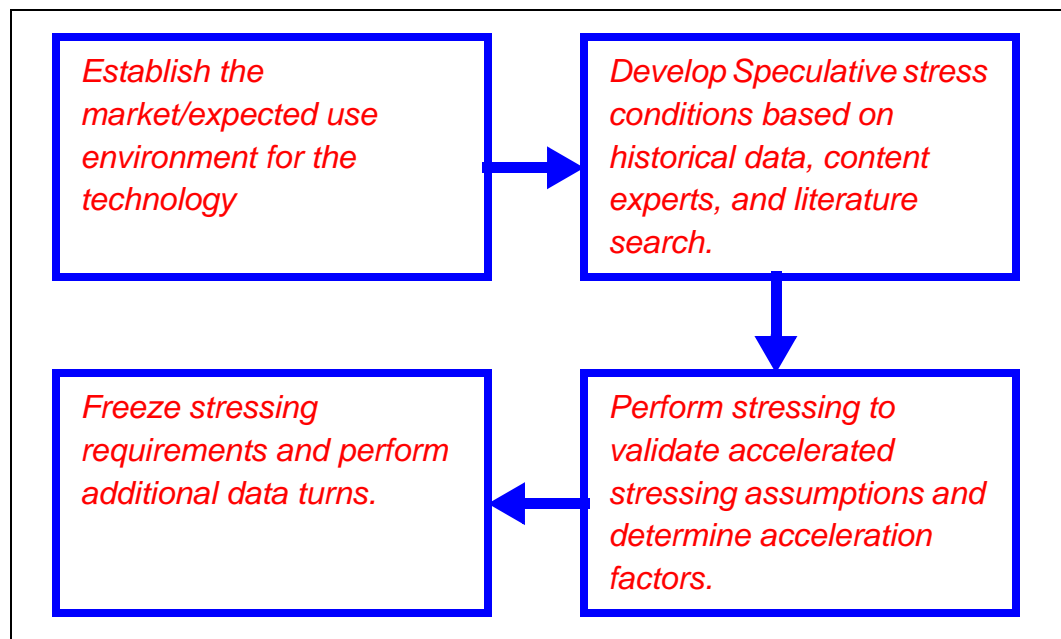 Establish the
market/expected use
environment for the
technology
Develop Speculative stress
conditions based on
historical data, content
experts, and literature
search.
Perform stressing to
validate accelerated
stressing assumptions and
determine acceleration
factors.
Freeze stressing
requirements and perform
additional data turns.